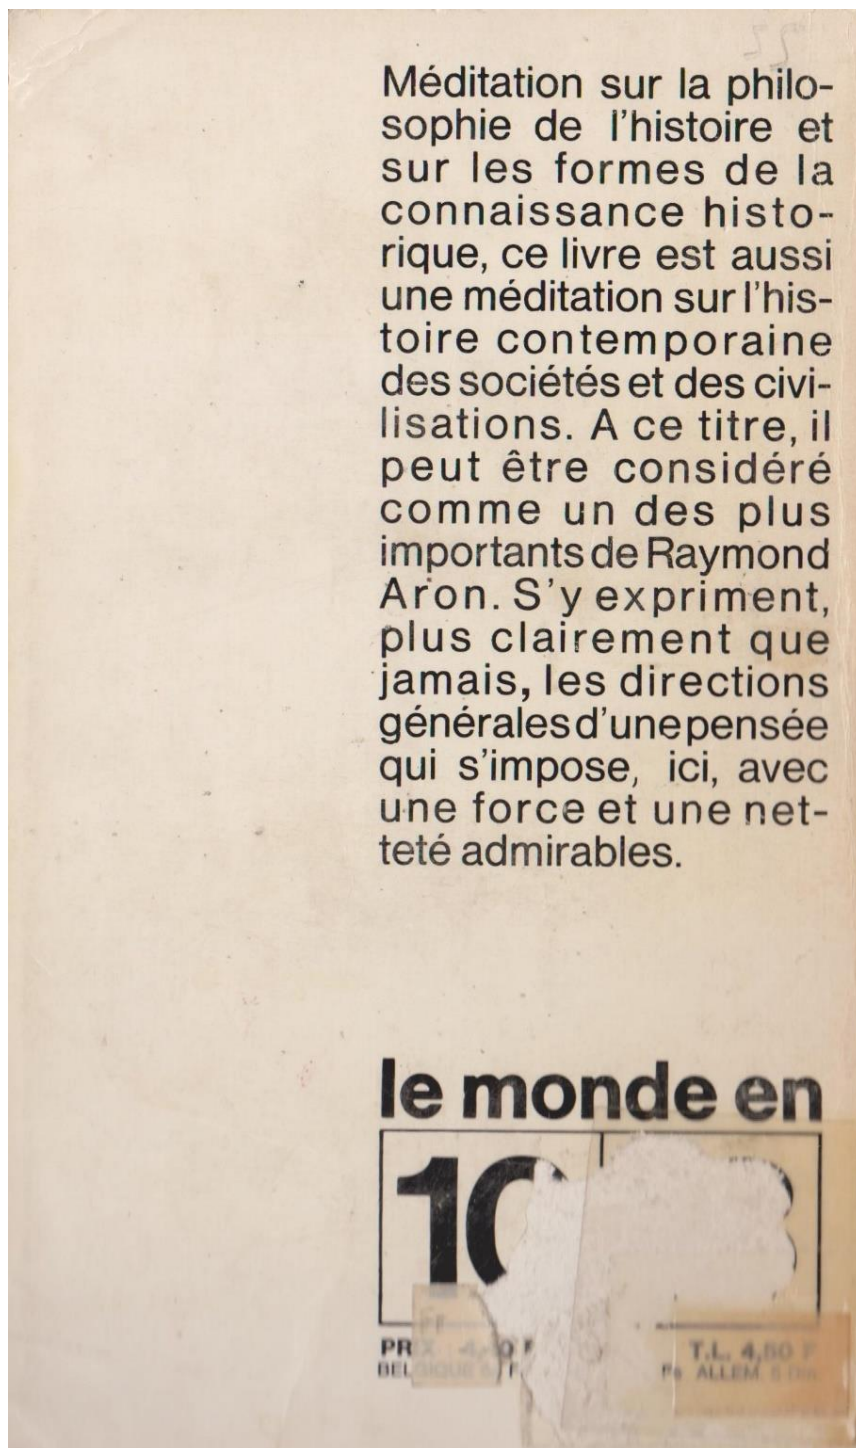 Méditation sur la philo-
sophie de l'histoire et
sur les formes de la
connaissance histo-
rique, ce livre est aussi
une méditation sur l'his-
toire contemporaine
des sociétés et des civi-
lisations. A ce titre, il
peut être considéré
comme un des plus
importants de Raymond
Aron. S'y expriment,
plus clairement que
jamais, les directions
générales d'une pensée
qui s'impose, ici, avec
une force et une net-
teté admirables.
le monde en
10
T.L. 4,50 F
BELGIQUE
ALLEM.